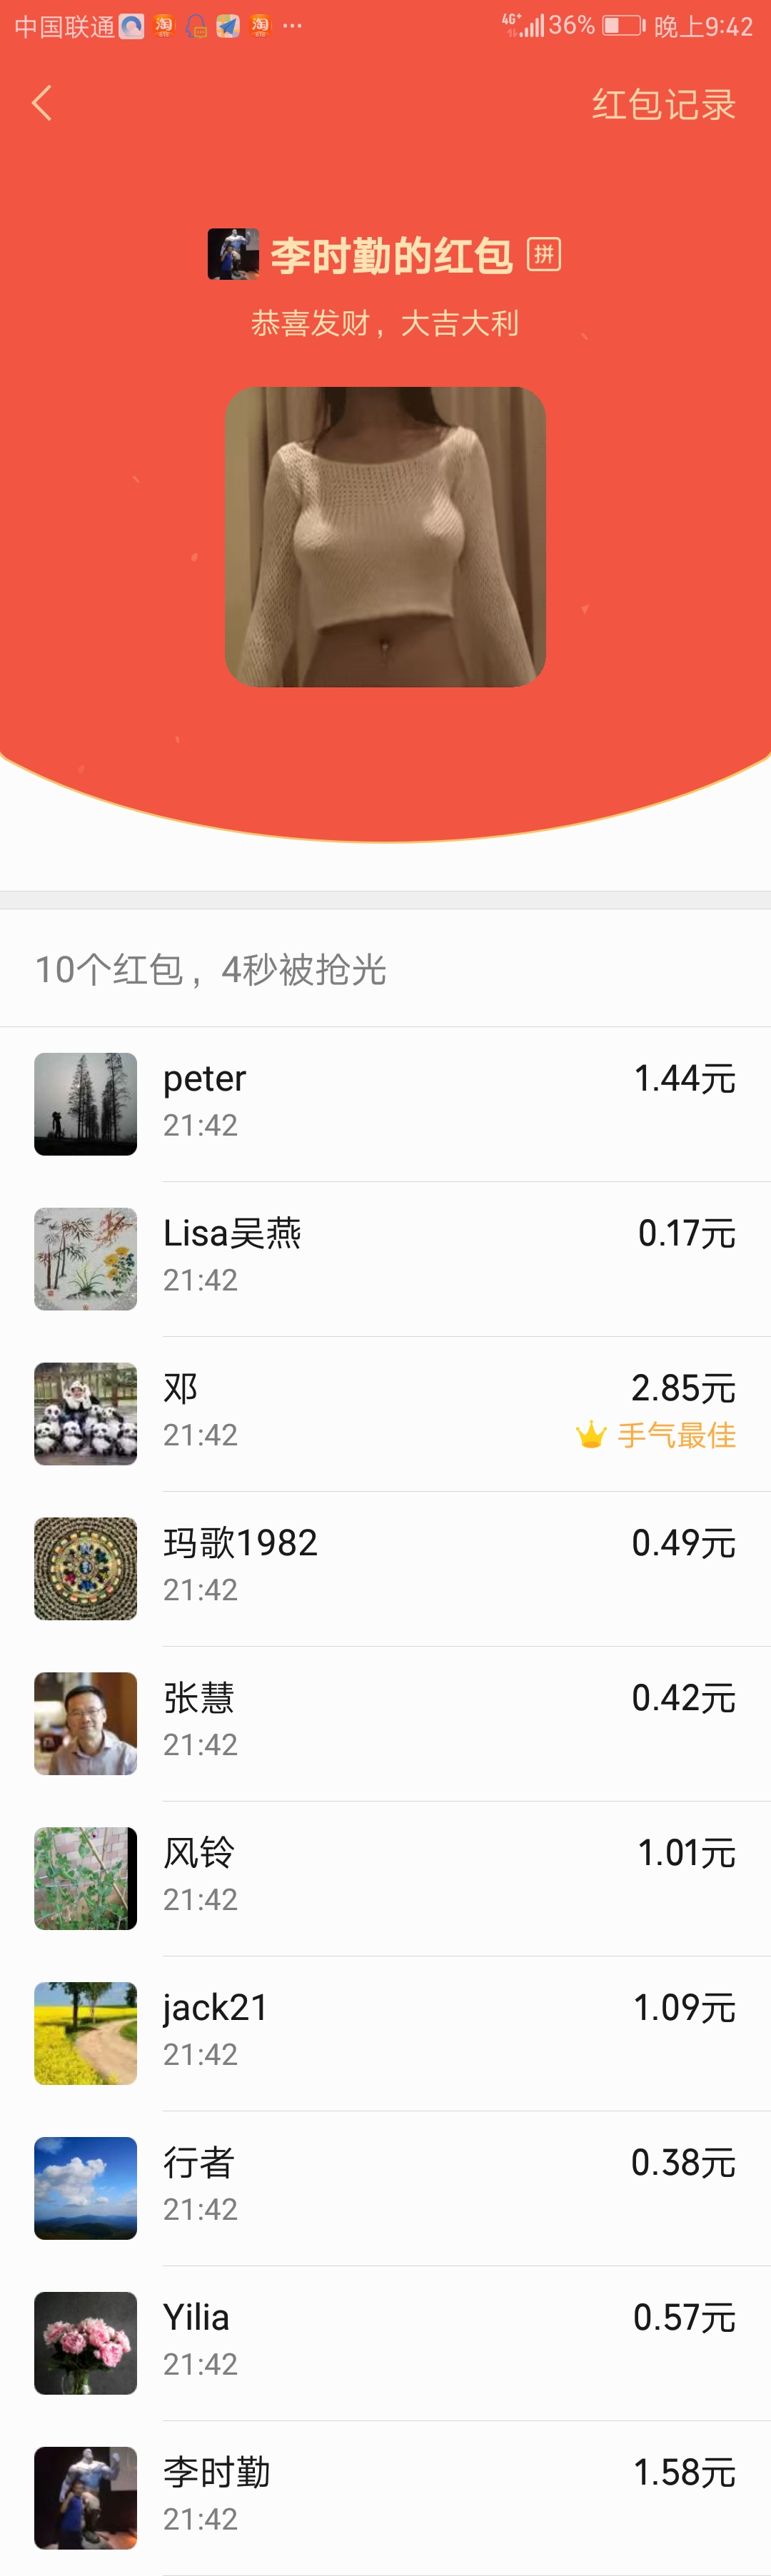 中国联通 淘 淘 ··· 4G+ 36% 晚上9:42
红包记录
李时勤的红包 拼
恭喜发财，大吉大利
10个红包，4秒被抢光
peter 1.44元
21:42
Lisa吴燕 0.17元
21:42
邓 2.85元
21:42 手气最佳
玛歌1982 0.49元
21:42
张慧 0.42元
21:42
风铃 1.01元
21:42
jack21 1.09元
21:42
行者 0.38元
21:42
Yilia 0.57元
21:42
李时勤 1.58元
21:42